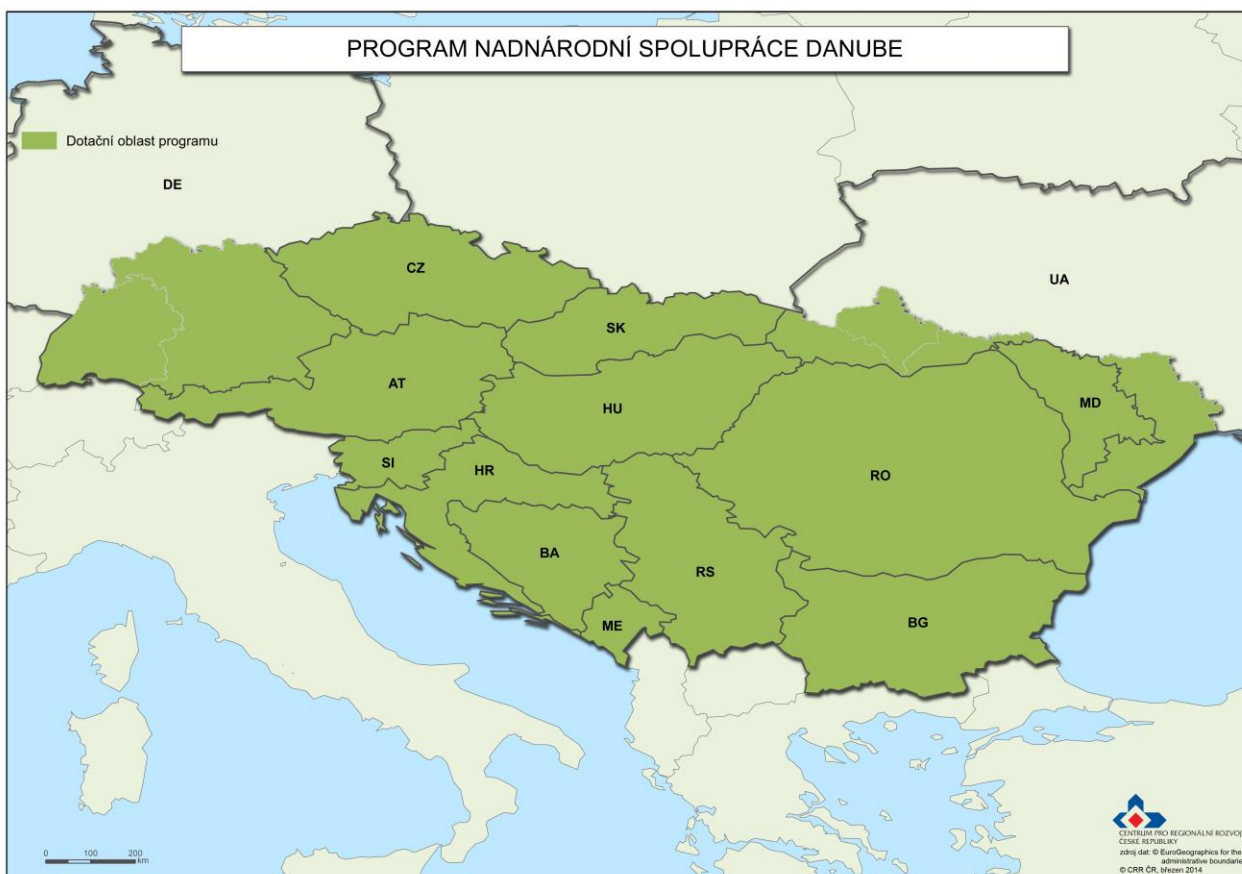 PROGRAM NADNÁRODNÍ SPOLUPRÁCE DANUBE
Dotační oblast programu
DE
CZ
UA
SK
AT
HU
MD
SI
HR
RO
BA
RS
ME
BG
0 100 200
km
CENTRUM PRO REGIONÁLNÍ ROZVOJ
ČESKÉ REPUBLIKY
zdroj dat: © EuroGeographics for the
administrative boundarie
© CRR ČR, březen 2014